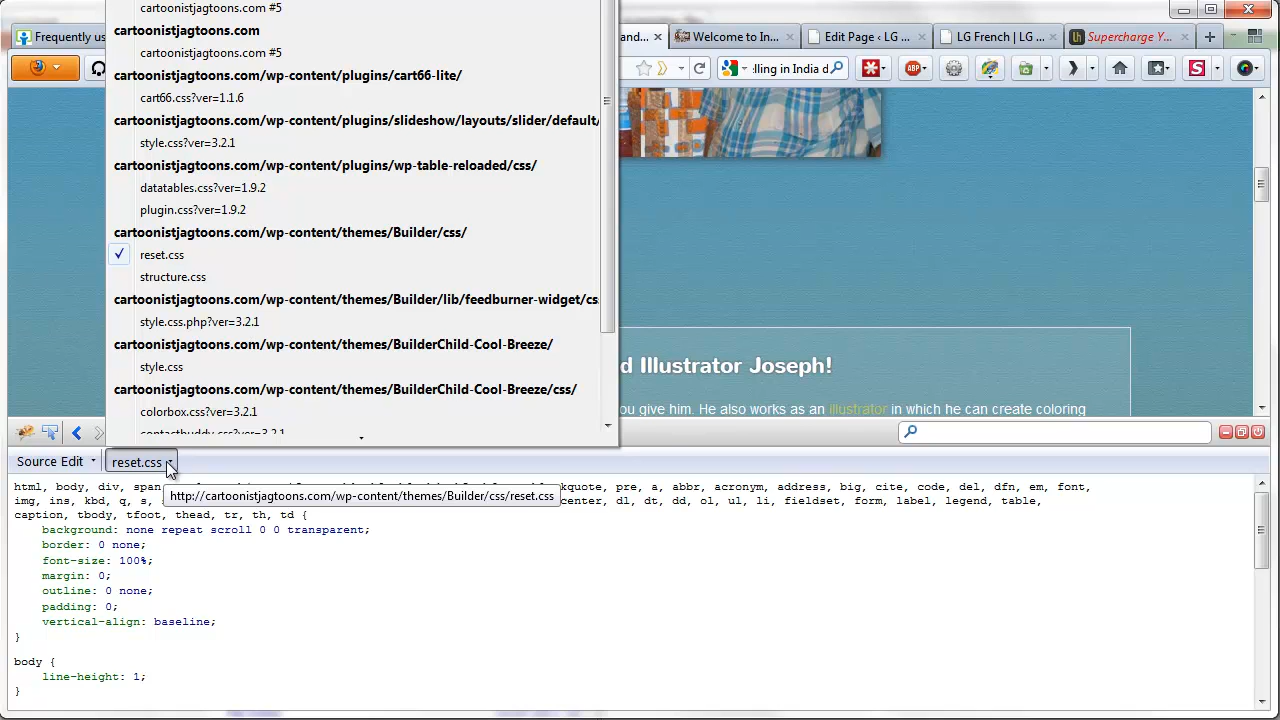 cartoonistjagtoons.com #5
cartoonistjagtoons.com
cartoonistjagtoons.com #5
cartoonistjagtoons.com/wp-content/plugins/cart66-lite/
cart66.css?ver=1.1.6
cartoonistjagtoons.com/wp-content/plugins/slideshow/layouts/slider/default/
style.css?ver=3.2.1
cartoonistjagtoons.com/wp-content/plugins/wp-table-reloaded/css/
datatables.css?ver=1.9.2
plugin.css?ver=1.9.2
cartoonistjagtoons.com/wp-content/themes/Builder/css/
reset.css
structure.css
cartoonistjagtoons.com/wp-content/themes/Builder/lib/feedburner-widget/css
style.css.php?ver=3.2.1
cartoonistjagtoons.com/wp-content/themes/BuilderChild-Cool-Breeze/
style.css
cartoonistjagtoons.com/wp-content/themes/BuilderChild-Cool-Breeze/css/
colorbox.css?ver=3.2.1
contactbuddy.css?ver=3.2.1
Frequently us
and...
Welcome to In...
Edit Page ‹ LG ...
LG French | LG ...
Supercharge Y...
lling in India d
ABP
S
d Illustrator Joseph!
ou give him. He also works as an illustrator in which he can create coloring
Source Edit
reset.css
http://cartoonistjagtoons.com/wp-content/themes/Builder/css/reset.css
html, body, div, span
kquote, pre, a, abbr, acronym, address, big, cite, code, del, dfn, em, font,
img, ins, kbd, q, s,
enter, dl, dt, dd, ol, ul, li, fieldset, form, label, legend, table,
caption, tbody, tfoot, thead, tr, th, td {
background: none repeat scroll 0 0 transparent;
border: 0 none;
font-size: 100%;
margin: 0;
outline: 0 none;
padding: 0;
vertical-align: baseline;
}
body {
line-height: 1;
}